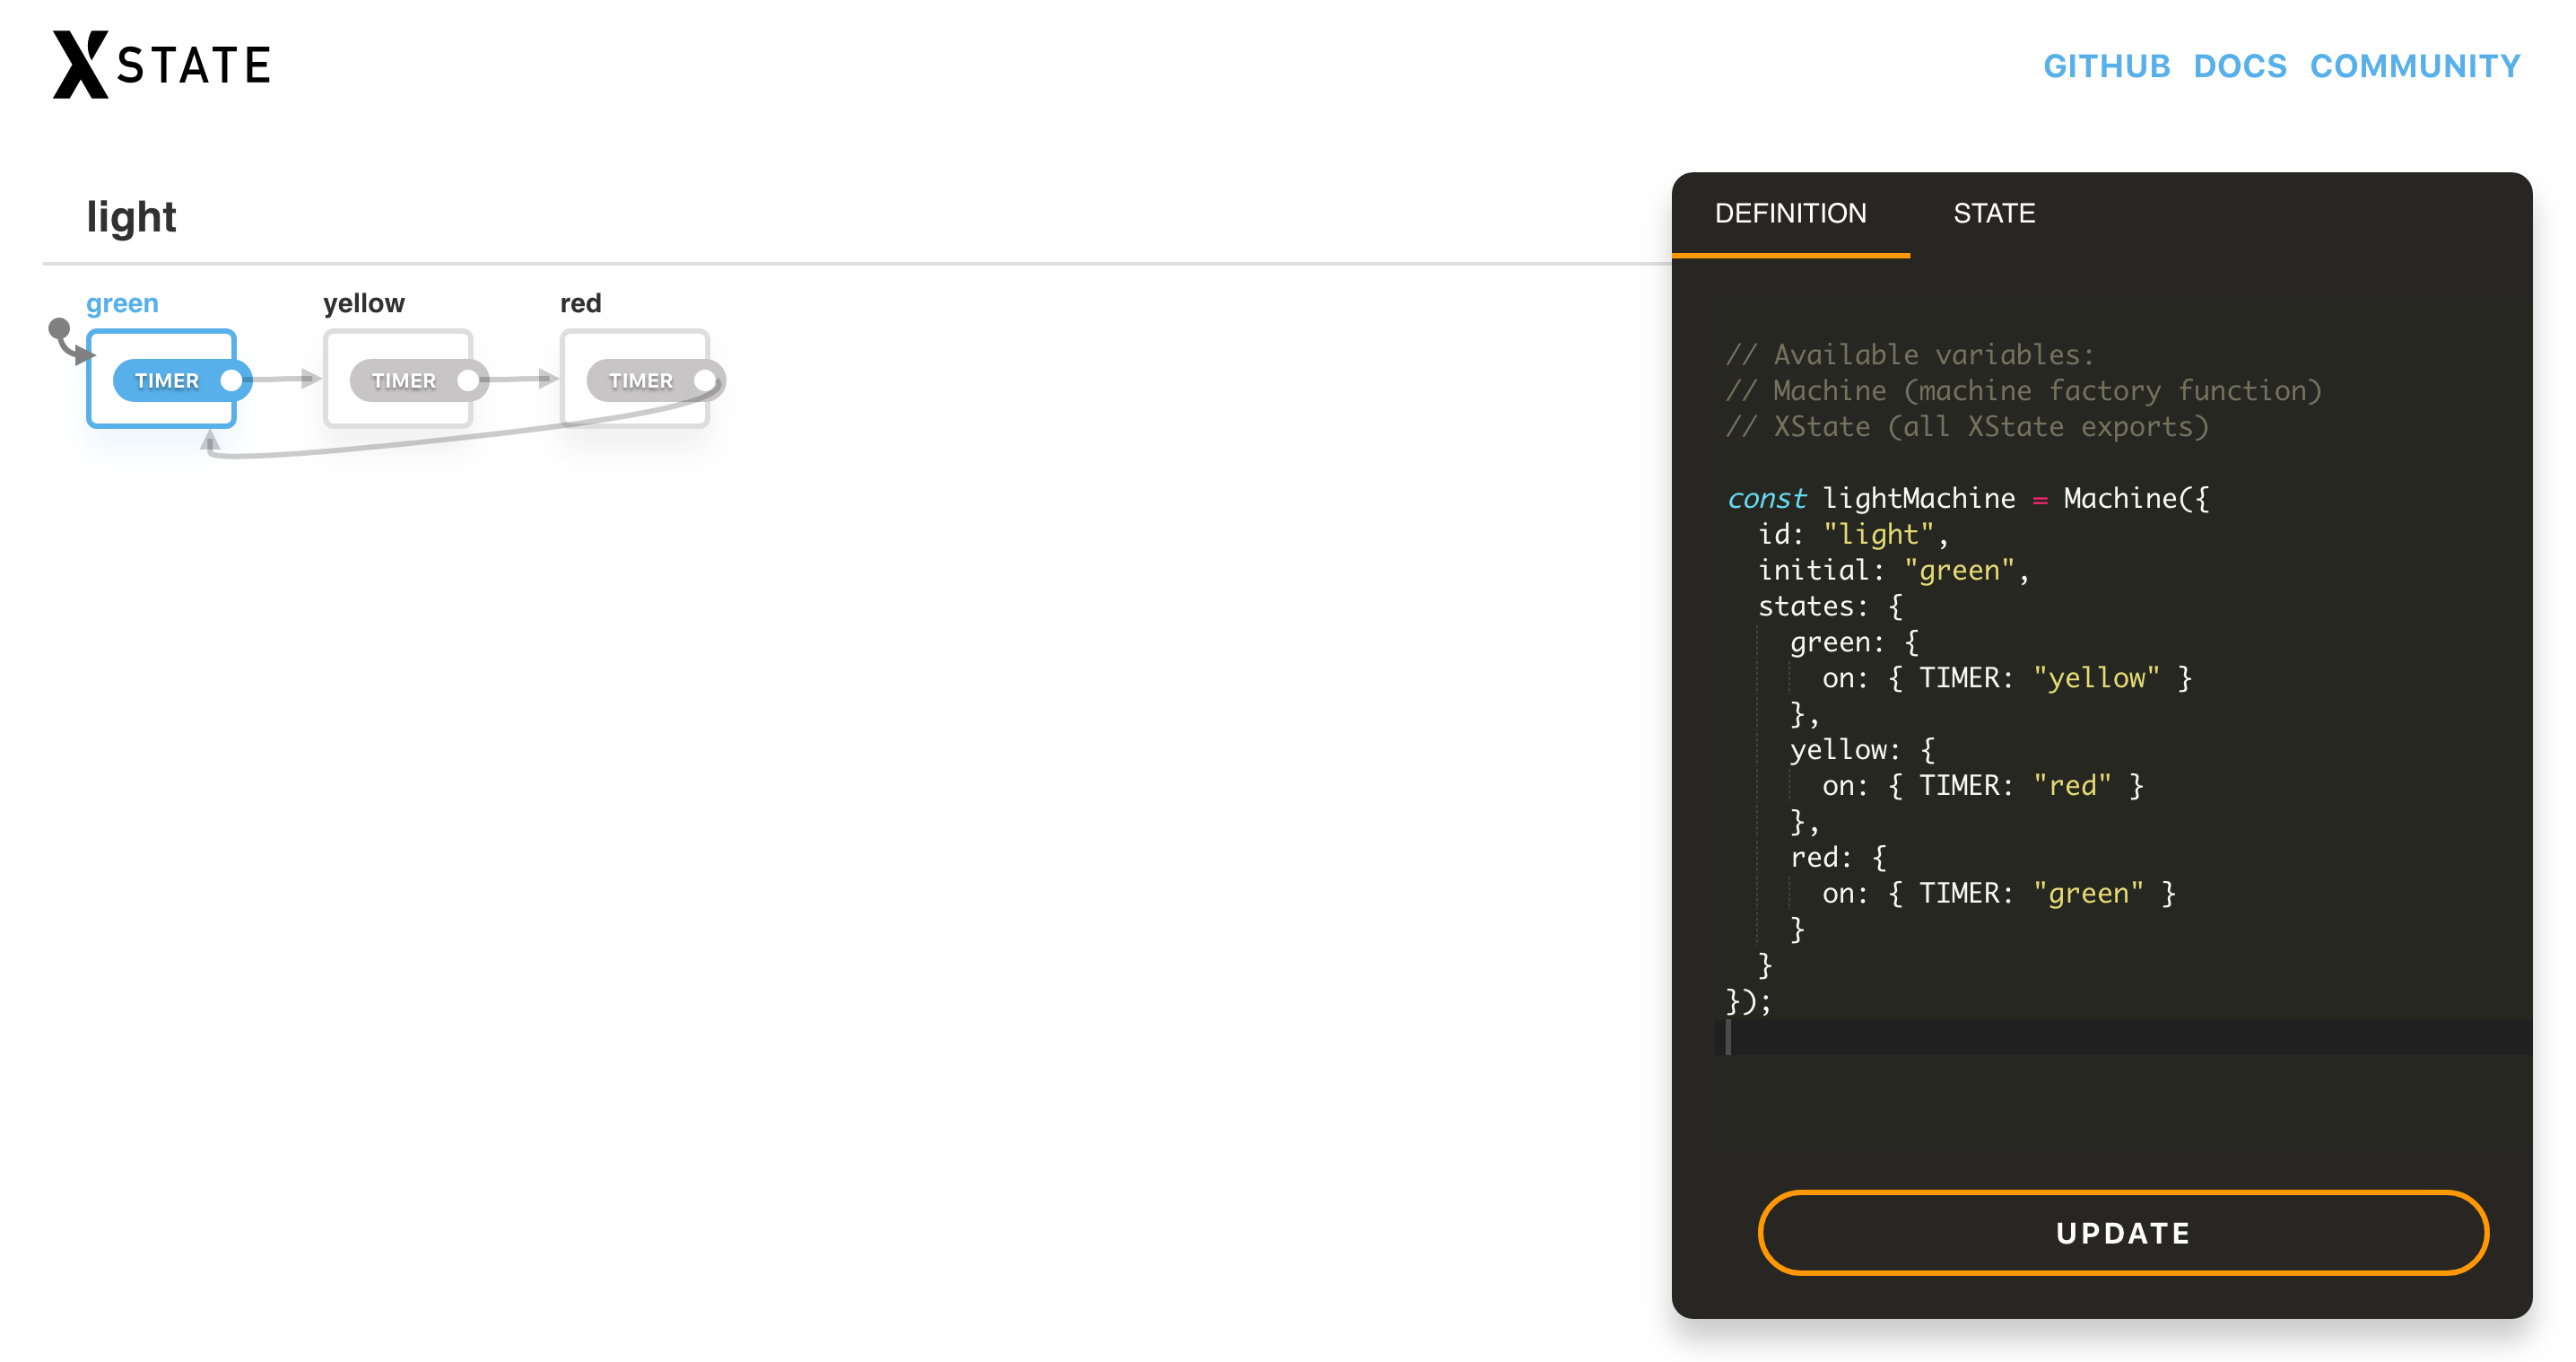 XSTATE
GITHUB DOCS COMMUNITY
light
green
yellow
red
TIMER
TIMER
TIMER
DEFINITION
STATE
// Available variables:
// Machine (machine factory function)
// XState (all XState exports)
const lightMachine = Machine({
  id: "light",
  initial: "green",
  states: {
    green: {
      on: { TIMER: "yellow" }
    },
    yellow: {
      on: { TIMER: "red" }
    },
    red: {
      on: { TIMER: "green" }
    }
  }
});
UPDATE